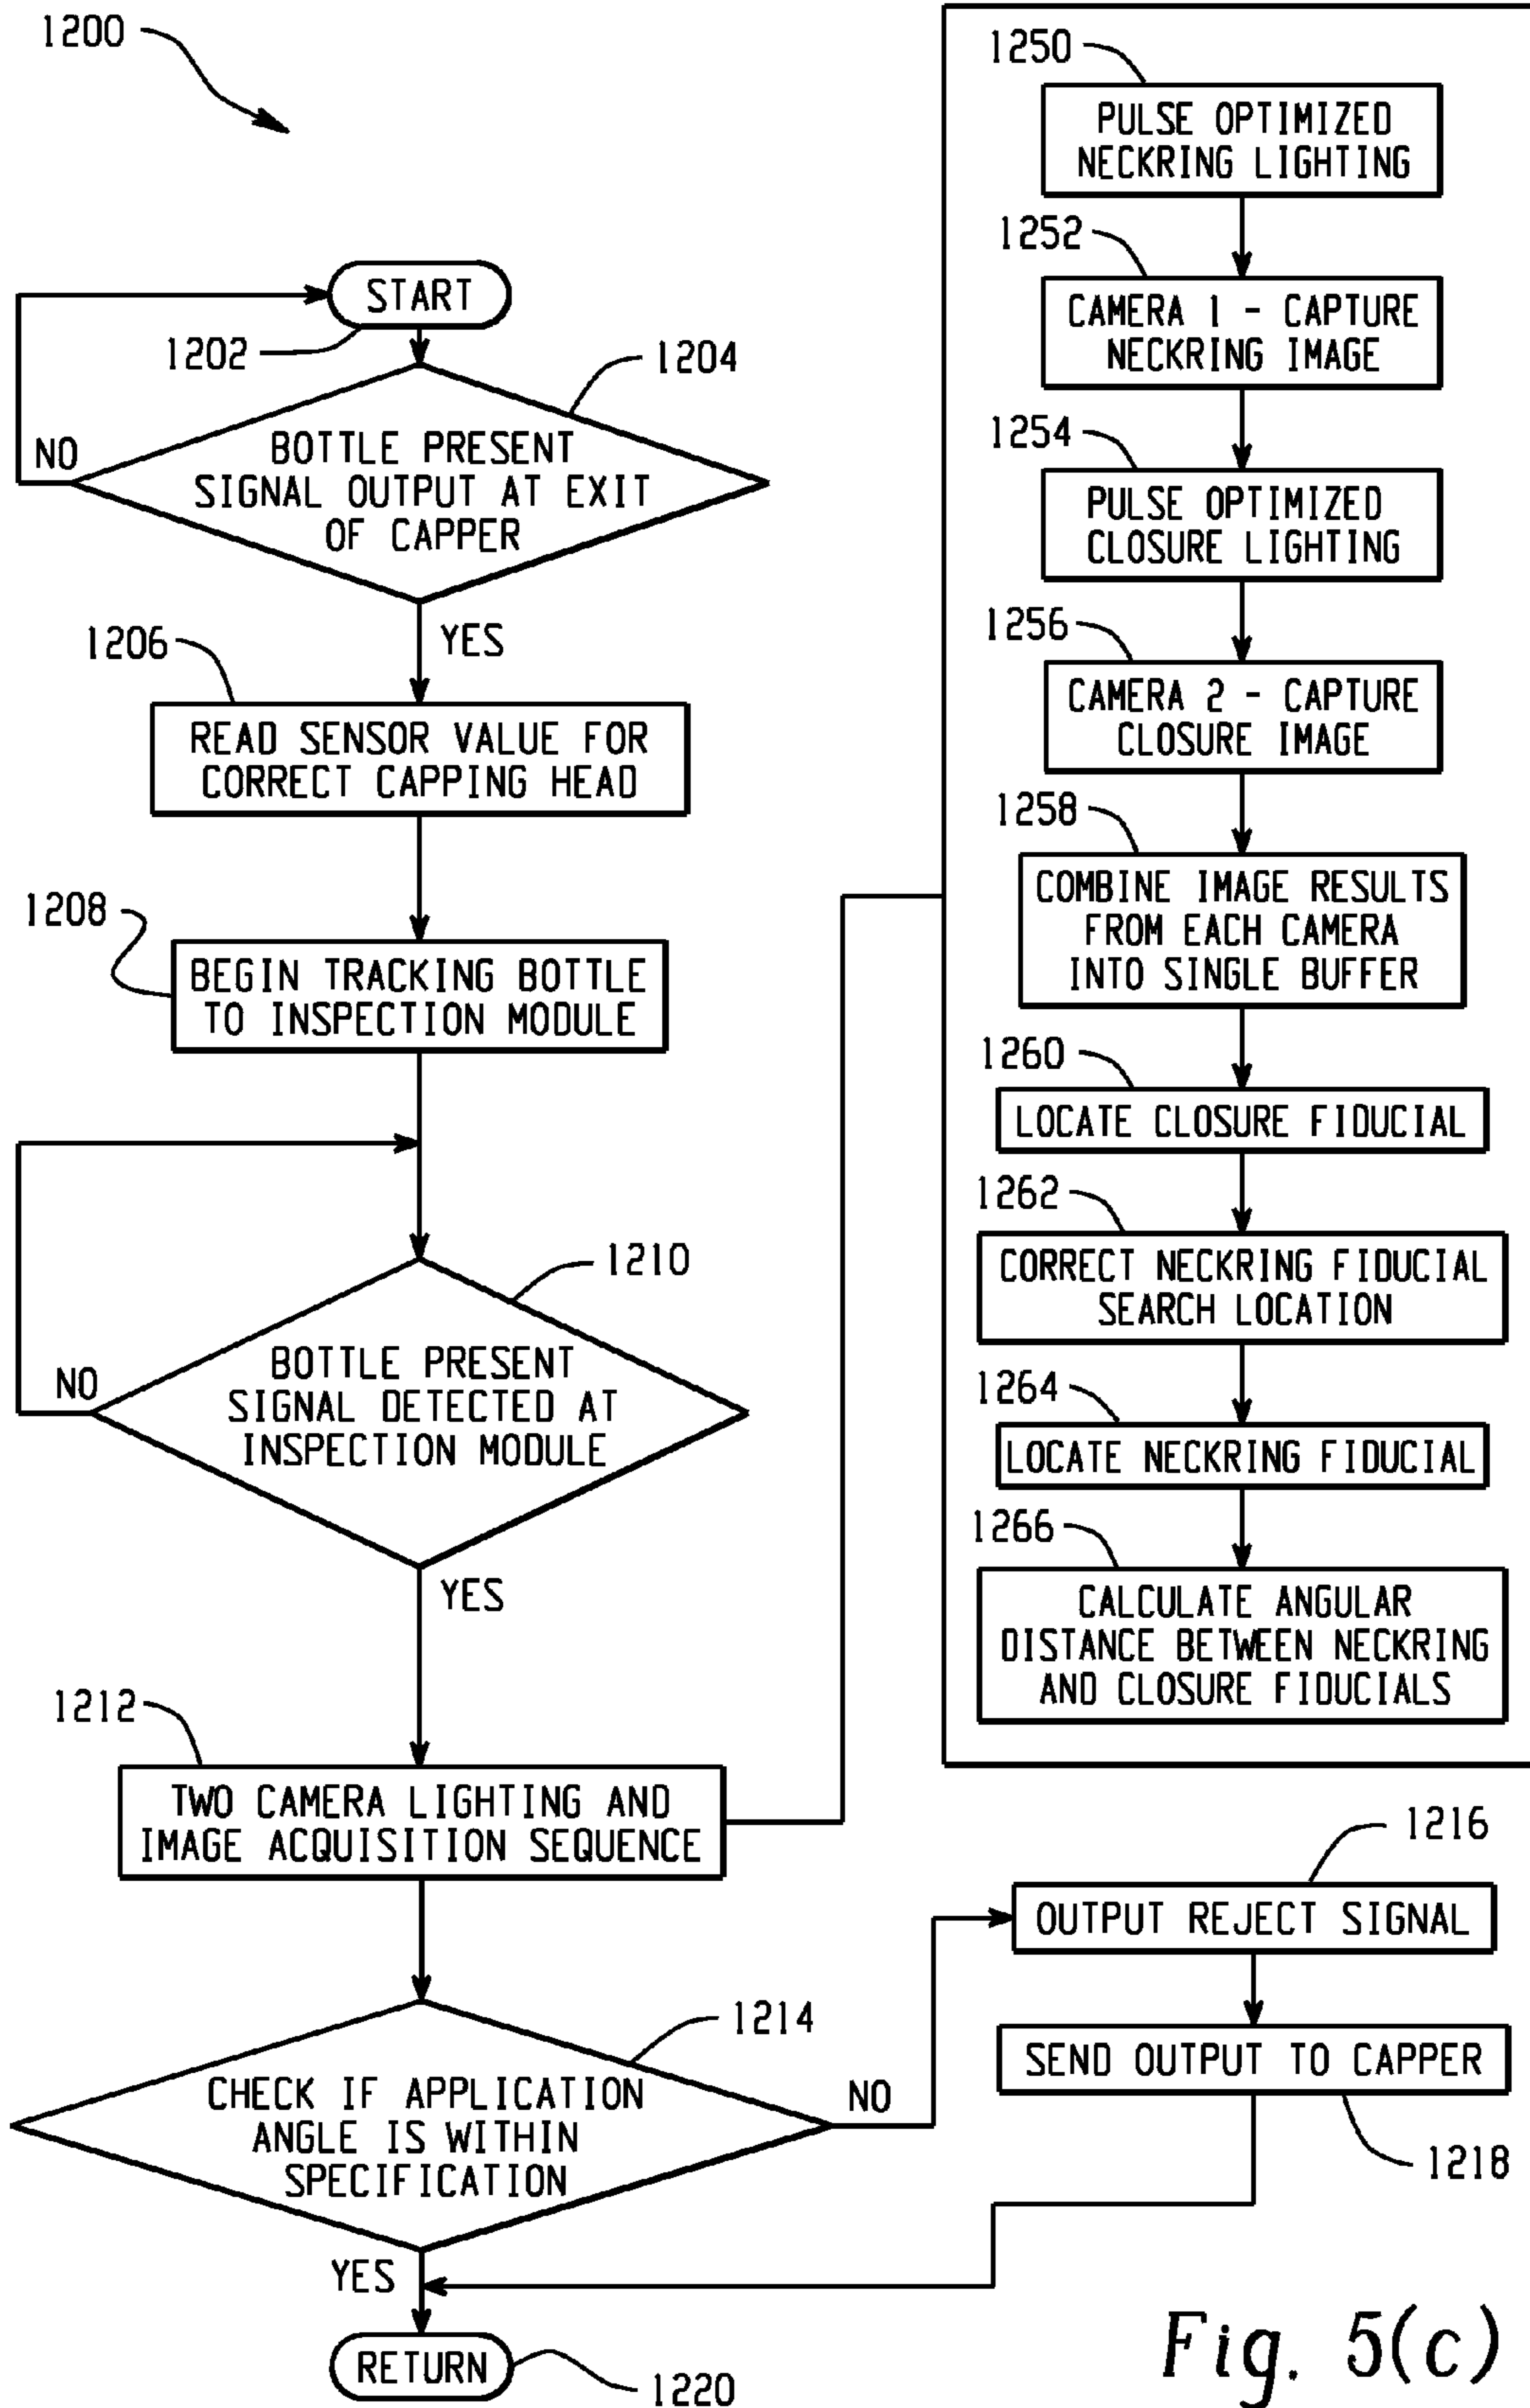 1200
START
1202
1204
NO
BOTTLE PRESENT
SIGNAL OUTPUT AT EXIT
OF CAPPER
YES
1206
READ SENSOR VALUE FOR
CORRECT CAPPING HEAD
1208
BEGIN TRACKING BOTTLE
TO INSPECTION MODULE
1210
NO
BOTTLE PRESENT
SIGNAL DETECTED AT
INSPECTION MODULE
YES
1212
TWO CAMERA LIGHTING AND
IMAGE ACQUISITION SEQUENCE
1214
CHECK IF APPLICATION
ANGLE IS WITHIN
SPECIFICATION
NO
YES
RETURN
1220
1250
PULSE OPTIMIZED
NECKRING LIGHTING
1252
CAMERA 1 - CAPTURE
NECKRING IMAGE
1254
PULSE OPTIMIZED
CLOSURE LIGHTING
1256
CAMERA 2 - CAPTURE
CLOSURE IMAGE
1258
COMBINE IMAGE RESULTS
FROM EACH CAMERA
INTO SINGLE BUFFER
1260
LOCATE CLOSURE FIDUCIAL
1262
CORRECT NECKRING FIDUCIAL
SEARCH LOCATION
1264
LOCATE NECKRING FIDUCIAL
1266
CALCULATE ANGULAR
DISTANCE BETWEEN NECKRING
AND CLOSURE FIDUCIALS
1216
OUTPUT REJECT SIGNAL
SEND OUTPUT TO CAPPER
1218
Fig. 5(c)